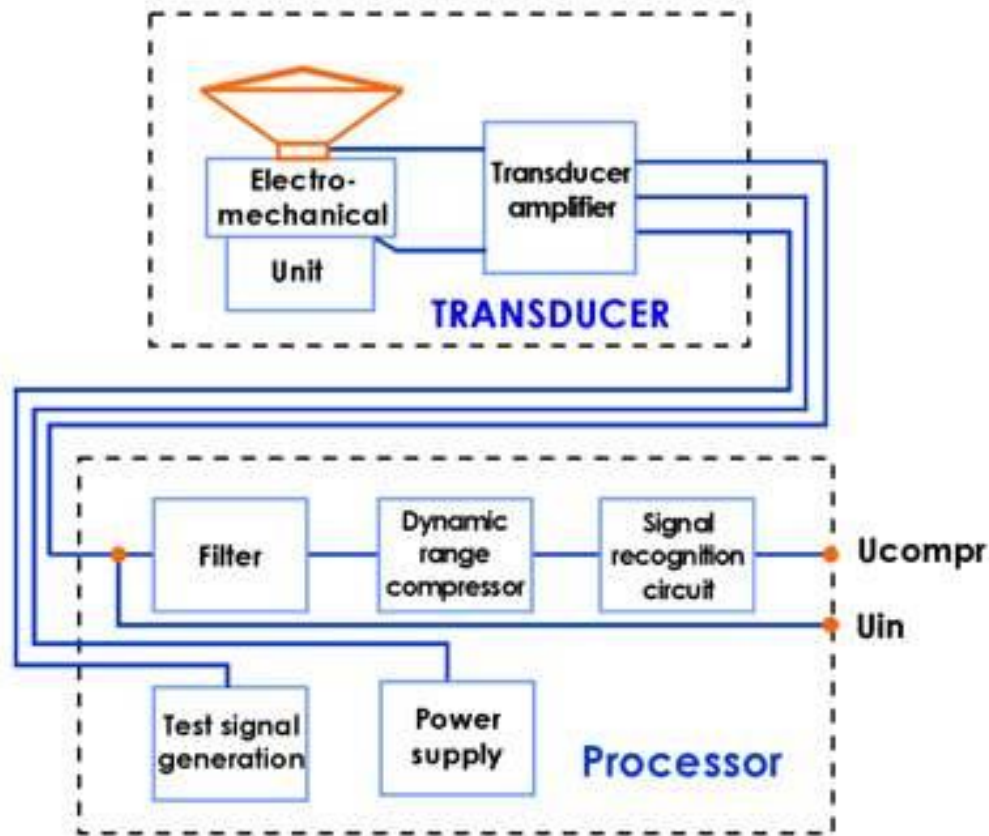 Electro-
mechanical
Unit
Transducer
amplifier
TRANSDUCER
Filter
Dynamic
range
compressor
Signal
recognition
circuit
Ucompr
Uin
Test signal
generation
Power
supply
Processor